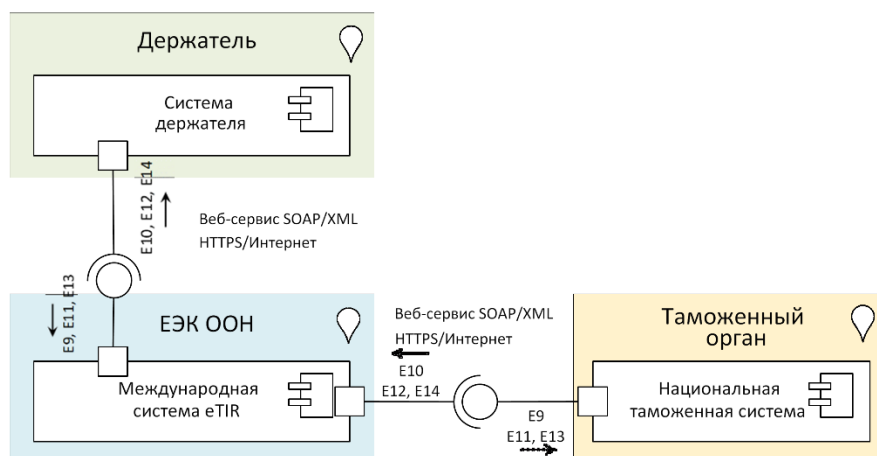 Держатель
Система
держателя
E10, E12, E14
Веб-сервис SOAP/XML
HTTPS/Интернет
E9, E11, E13
ЕЭК ООН
Международная
система eTIR
Веб-сервис SOAP/XML
HTTPS/Интернет
E10
E12, E14
E9
E11, E13
Таможенный
орган
Национальная
таможенная система